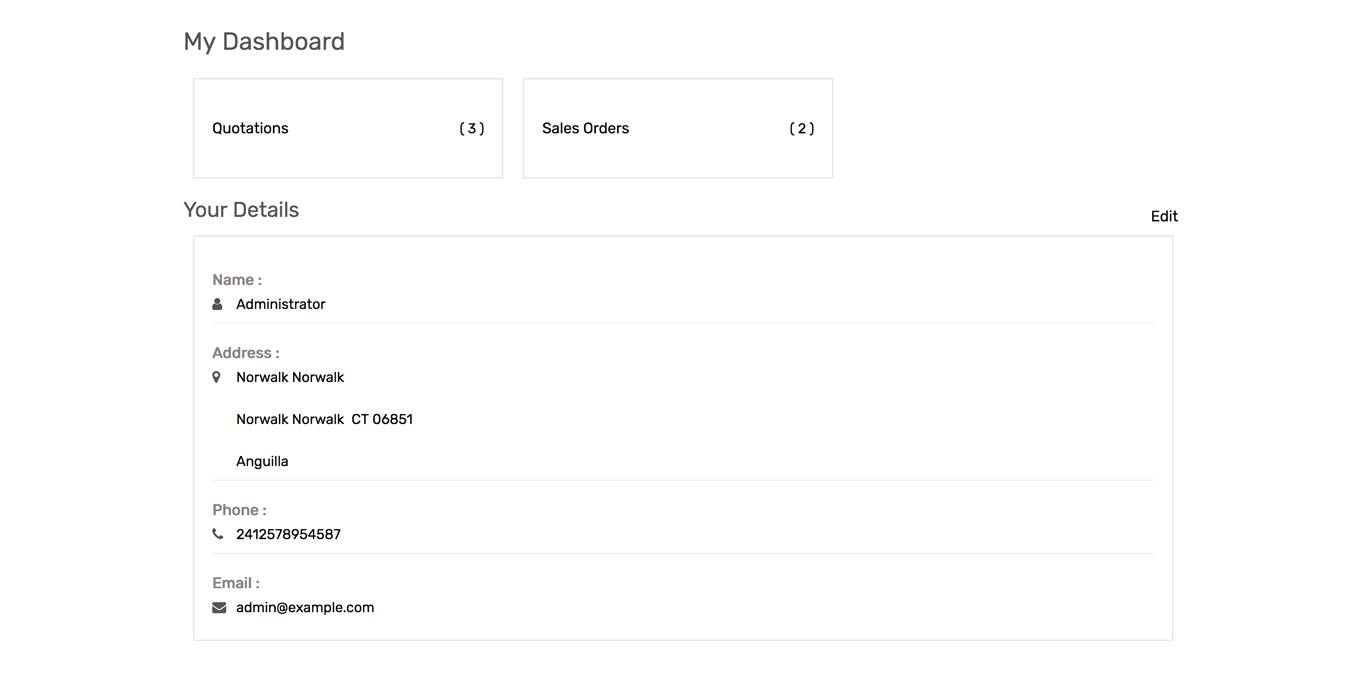 My Dashboard
Quotations ( 3 ) Sales Orders ( 2 )
Your Details Edit
Name :
Administrator
Address :
Norwalk Norwalk
Norwalk Norwalk  CT 06851
Anguilla
Phone :
2412578954587
Email :
admin@example.com